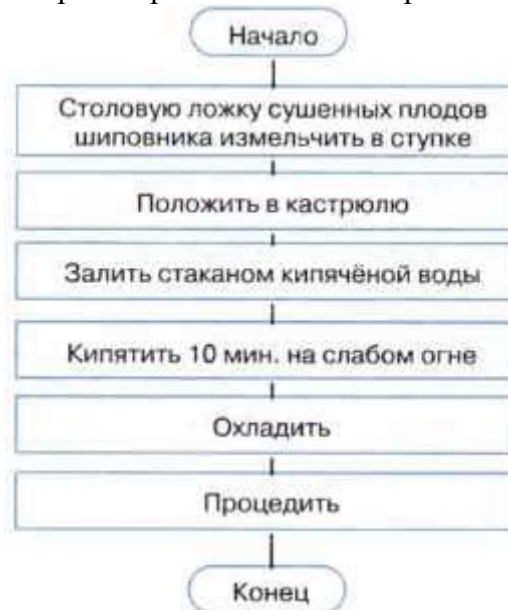 Начало
Столовую ложку сушенных плодов
шиповника измельчить в ступке
Положить в кастрюлю
Залить стаканом кипячёной воды
Кипятить 10 мин. на слабом огне
Охладить
Процедить
Конец